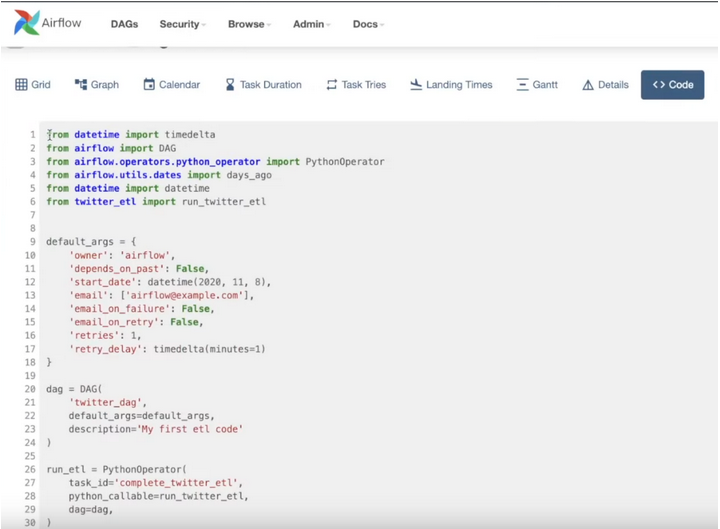 Airflow DAGs Security Browse Admin Docs
Grid Graph Calendar Task Duration Task Tries Landing Times Gantt Details <> Code
1 from datetime import timedelta
2 from airflow import DAG
3 from airflow.operators.python_operator import PythonOperator
4 from airflow.utils.dates import days_ago
5 from datetime import datetime
6 from twitter_etl import run_twitter_etl
7
8
9 default_args = {
10     'owner': 'airflow',
11     'depends_on_past': False,
12     'start_date': datetime(2020, 11, 8),
13     'email': ['airflow@example.com'],
14     'email_on_failure': False,
15     'email_on_retry': False,
16     'retries': 1,
17     'retry_delay': timedelta(minutes=1)
18 }
19
20 dag = DAG(
21     'twitter_dag',
22     default_args=default_args,
23     description='My first etl code'
24 )
25
26 run_etl = PythonOperator(
27     task_id='complete_twitter_etl',
28     python_callable=run_twitter_etl,
29     dag=dag,
30 )